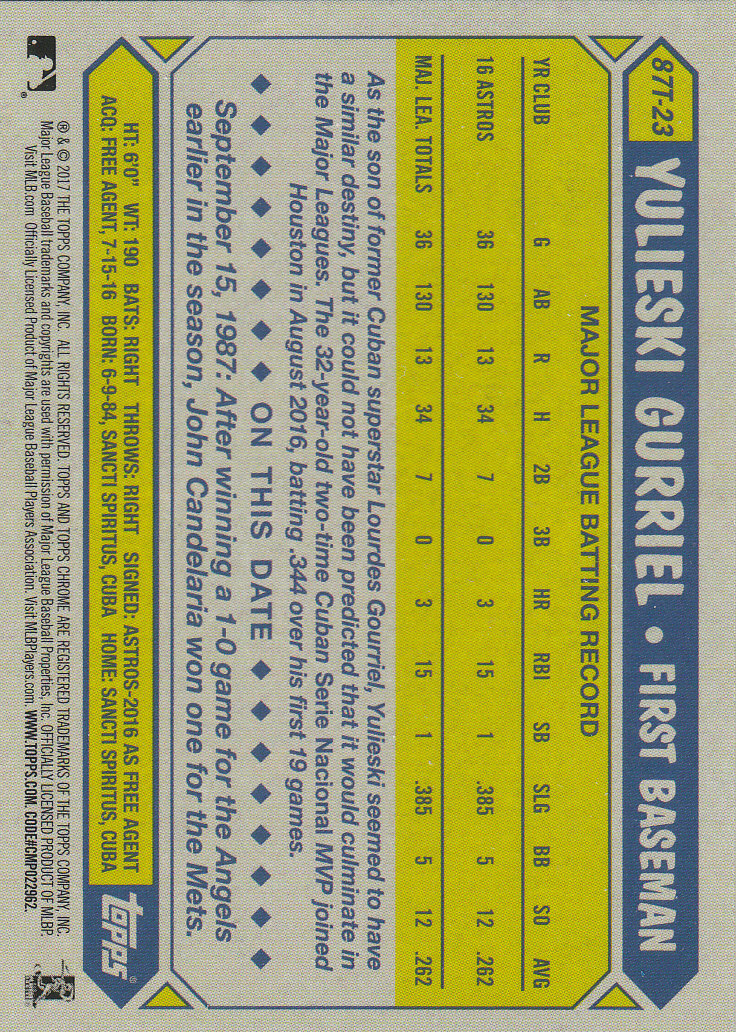 87T-23
YULIESKI GURRIEL • FIRST BASEMAN
MAJOR LEAGUE BATTING RECORD
YR CLUB G AB R H 2B 3B HR RBI SB SLG BB SO AVG
16 ASTROS 36 130 13 34 7 0 3 15 1 .385 5 12 .262
MAJ. LEA. TOTALS 36 130 13 34 7 0 3 15 1 .385 5 12 .262
As the son of former Cuban superstar Lourdes Gourriel, Yulieski seemed to have
a similar destiny, but it could not have been predicted that it would culminate in
the Major Leagues. The 32-year-old two-time Cuban Serie Nacional MVP joined
Houston in August 2016, batting .344 over his first 19 games.
◆ ◆ ◆ ◆ ◆ ◆ ◆ ◆ ON THIS DATE ◆ ◆ ◆ ◆ ◆ ◆ ◆ ◆
September 15, 1987: After winning a 1-0 game for the Angels
earlier in the season, John Candelaria won one for the Mets.
HT: 6'0" WT: 190 BATS: RIGHT THROWS: RIGHT SIGNED: ASTROS-2016 AS FREE AGENT
ACQ: FREE AGENT, 7-15-16 BORN: 6-9-84, SANCTI SPIRITUS, CUBA HOME: SANCTI SPIRITUS, CUBA
topps®
® & © 2017 THE TOPPS COMPANY, INC. ALL RIGHTS RESERVED. TOPPS AND TOPPS CHROME ARE REGISTERED TRADEMARKS OF THE TOPPS COMPANY, INC.
Major League Baseball trademarks and copyrights are used with permission of Major League Baseball Properties, Inc. OFFICIALLY LICENSED PRODUCT OF MLBP.
Visit MLB.com Officially Licensed Product of Major League Baseball Players Association. Visit MLBPlayers.com. WWW.TOPPS.COM. CODE#CMP022962.